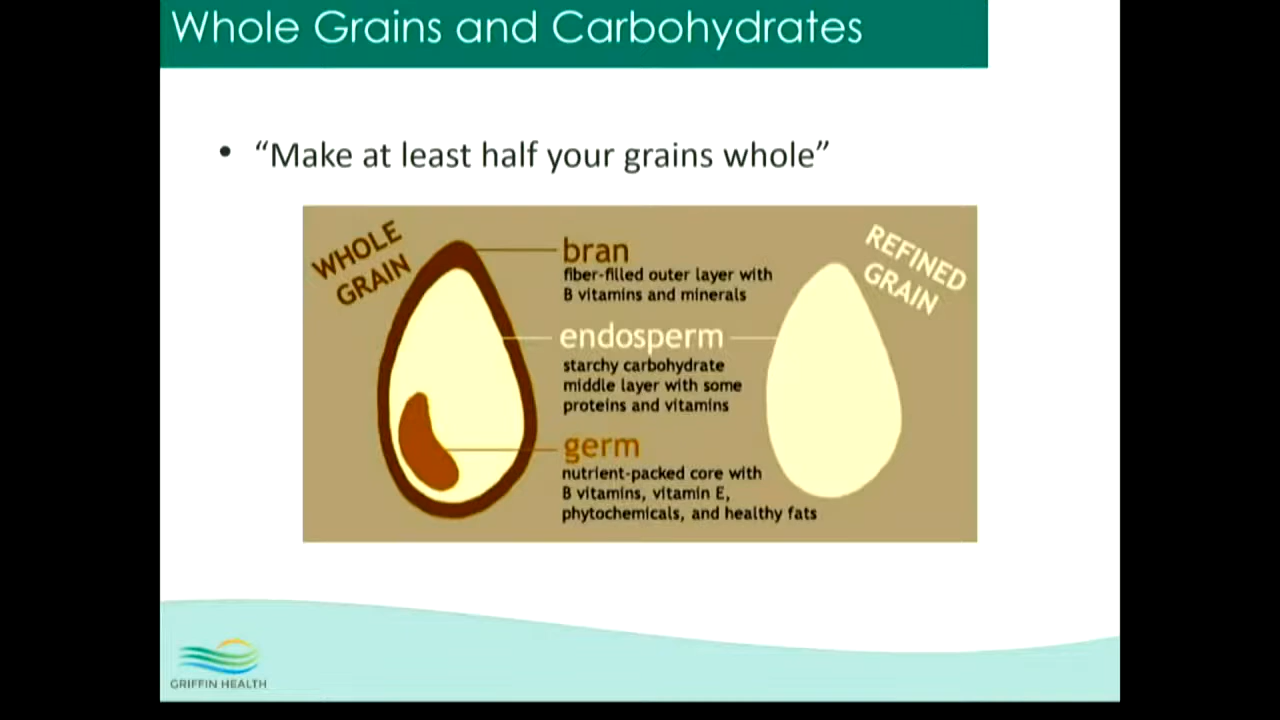 Whole Grains and Carbohydrates
• “Make at least half your grains whole”
WHOLE
GRAIN
bran
fiber-filled outer layer with
B vitamins and minerals
endosperm
starchy carbohydrate
middle layer with some
proteins and vitamins
germ
nutrient-packed core with
B vitamins, vitamin E,
phytochemicals, and healthy fats
REFINED
GRAIN
GRIFFIN HEALTH